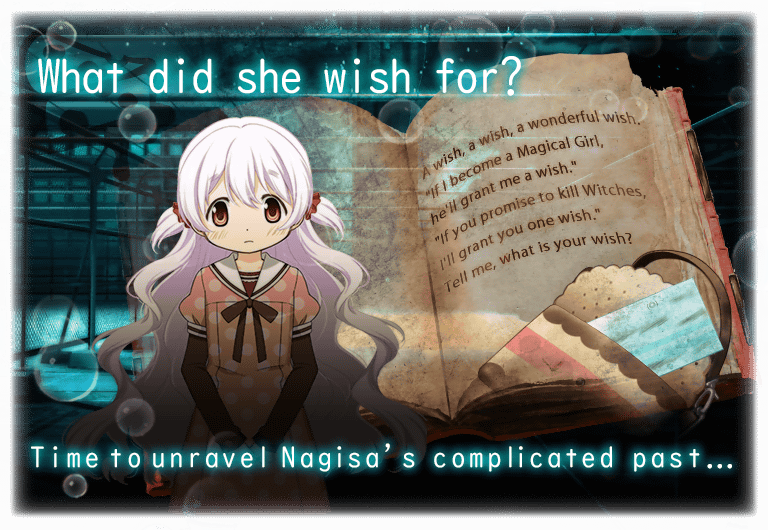 What did she wish for?
A wish, a wish, a wonderful wish.
"If I become a Magical Girl,
he'll grant me a wish."
"If you promise to kill Witches,
I'll grant you one wish."
Tell me, what is your wish?
Time to unravel Nagisa's complicated past...